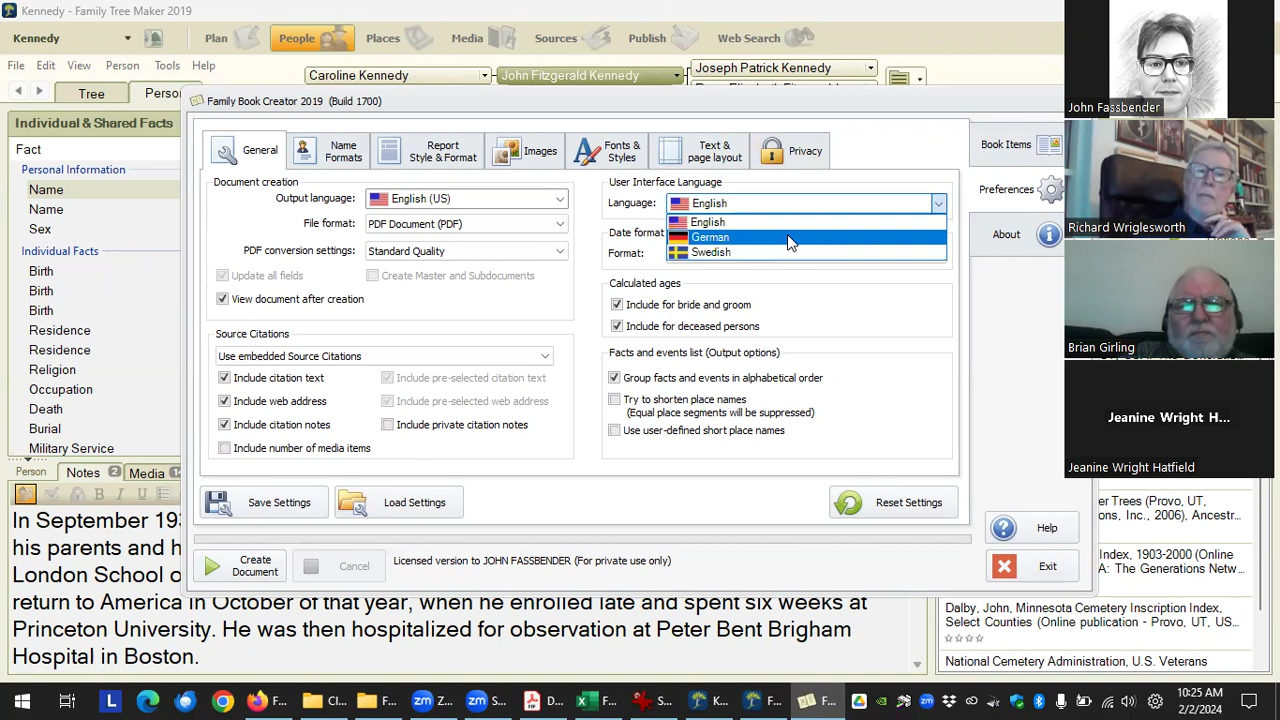 Kennedy - Family Tree Maker 2019
Kennedy
Plan
People
Places
Media
Sources
Publish
Web Search
File Edit View Person Tools Help
Caroline Kennedy
John Fitzgerald Kennedy
Joseph Patrick Kennedy
Tree
Individual & Shared Facts
Fact
Personal Information
Name
Name
Sex
Individual Facts
Birth
Birth
Birth
Residence
Residence
Religion
Occupation
Death
Burial
Military Service
Person Notes 2 Media
Family Book Creator 2019 (Build 1700)
General
Name Formats
Report Style & Format
Images
Fonts & Styles
Text & page layout
Privacy
Book Items
Preferences
About
Document creation
Output language: English (US)
File format: PDF Document (PDF)
PDF conversion settings: Standard Quality
Update all fields Create Master and Subdocuments
View document after creation
Source Citations
Use embedded Source Citations
Include citation text Include pre-selected citation text
Include web address Include pre-selected web address
Include citation notes Include private citation notes
Include number of media items
User Interface Language
Language: English
English
German
Swedish
Date format
Format:
Calculated ages
Include for bride and groom
Include for deceased persons
Facts and events list (Output options)
Group facts and events in alphabetical order
Try to shorten place names
(Equal place segments will be suppressed)
Use user-defined short place names
Save Settings
Load Settings
Reset Settings
Create Document
Cancel
Licensed version to JOHN FASSBENDER (For private use only)
Help
Exit
In September 19
his parents and h
London School o
return to America in October of that year, when he enrolled late and spent six weeks at
Princeton University. He was then hospitalized for observation at Peter Bent Brigham
Hospital in Boston.
er Trees (Provo, UT,
ons, Inc., 2006), Ancestr...
Index, 1903-2000 (Online
A: The Generations Netw...
Dalby, John, Minnesota Cemetery Inscription Index,
Select Counties (Online publication - Provo, UT, US...
National Cemetery Administration, U.S. Veterans
John Fassbender
Richard Wriglesworth
Brian Girling
Jeanine Wright H...
Jeanine Wright Hatfield
L
F...
Cl...
F...
Z...
S...
D...
F...
S...
K...
F...
F...
10:25 AM
2/2/2024